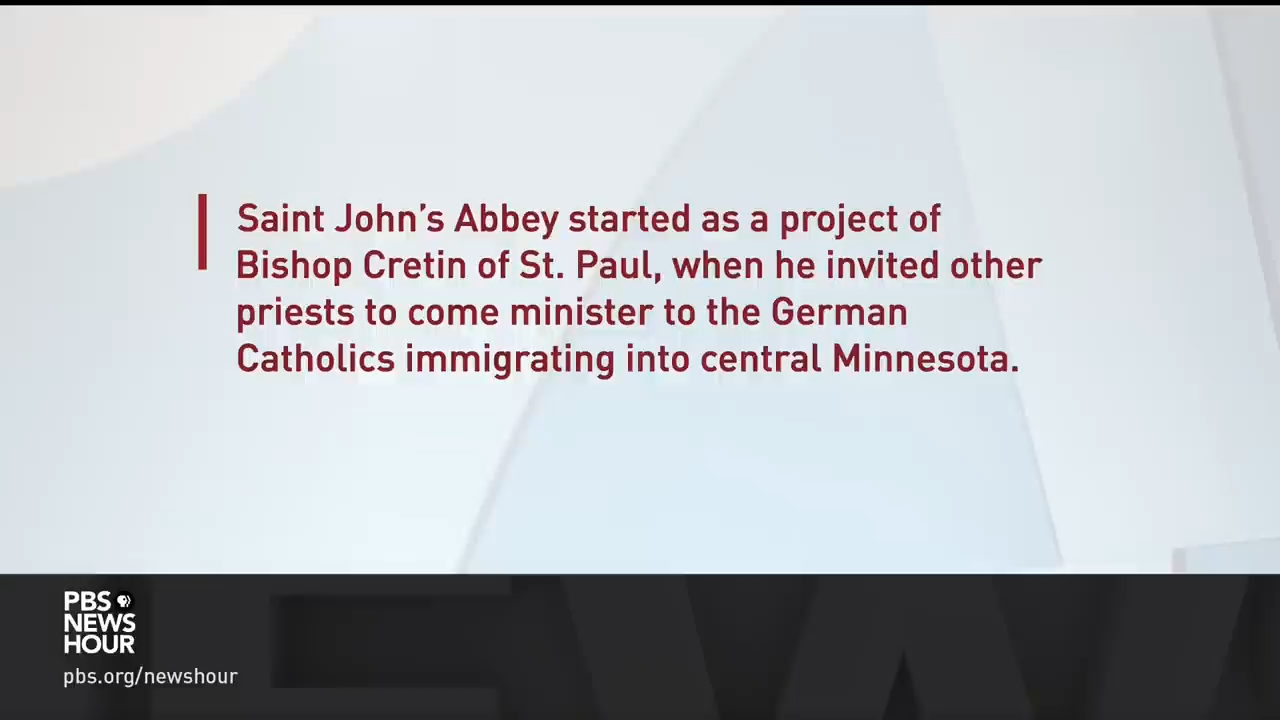 Saint John’s Abbey started as a project of
Bishop Cretin of St. Paul, when he invited other
priests to come minister to the German
Catholics immigrating into central Minnesota.
PBS
NEWS
HOUR
pbs.org/newshour